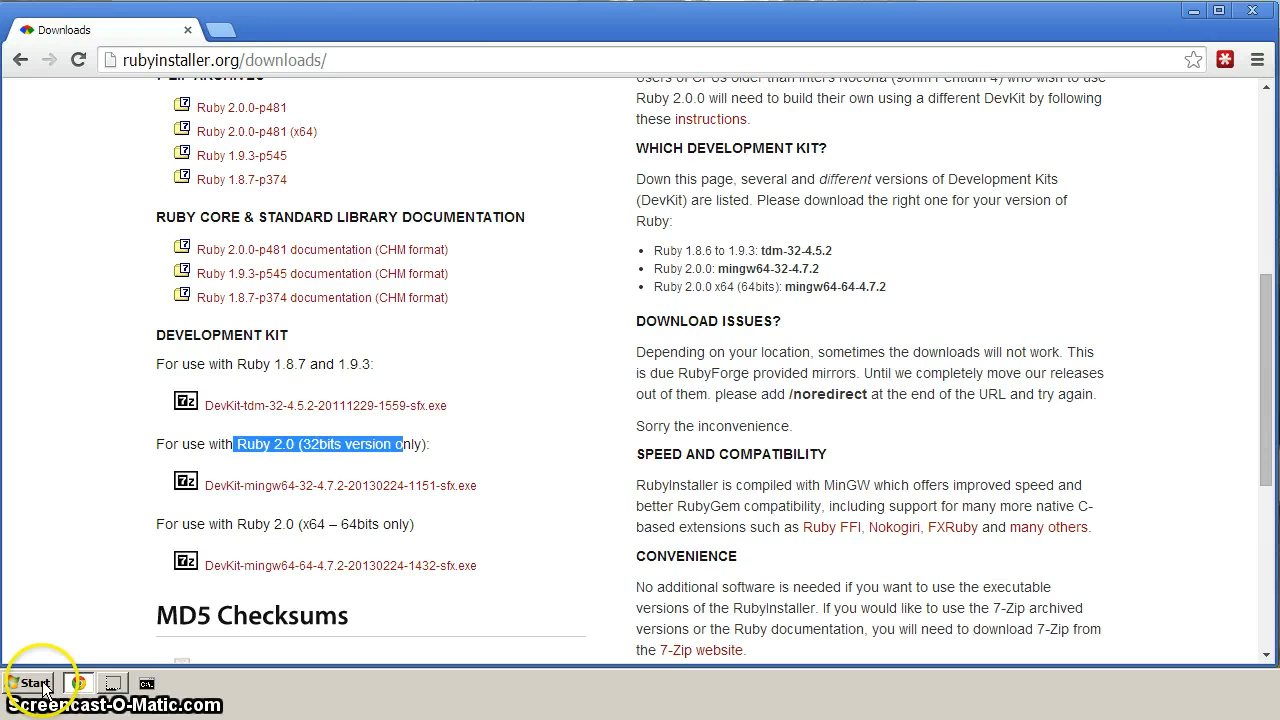 Downloads
rubyinstaller.org/downloads/
Ruby 2.0.0-p481
Ruby 2.0.0-p481 (x64)
Ruby 1.9.3-p545
Ruby 1.8.7-p374
RUBY CORE & STANDARD LIBRARY DOCUMENTATION
Ruby 2.0.0-p481 documentation (CHM format)
Ruby 1.9.3-p545 documentation (CHM format)
Ruby 1.8.7-p374 documentation (CHM format)
DEVELOPMENT KIT
For use with Ruby 1.8.7 and 1.9.3:
DevKit-tdm-32-4.5.2-20111229-1559-sfx.exe
For use with Ruby 2.0 (32bits version only):
DevKit-mingw64-32-4.7.2-20130224-1151-sfx.exe
For use with Ruby 2.0 (x64 – 64bits only)
DevKit-mingw64-64-4.7.2-20130224-1432-sfx.exe
MD5 Checksums
Users of CPUs older than Intel's Nocona (90nm Pentium 4) who wish to use
Ruby 2.0.0 will need to build their own using a different DevKit by following
these instructions.
WHICH DEVELOPMENT KIT?
Down this page, several and different versions of Development Kits
(DevKit) are listed. Please download the right one for your version of
Ruby:
Ruby 1.8.6 to 1.9.3: tdm-32-4.5.2
Ruby 2.0.0: mingw64-32-4.7.2
Ruby 2.0.0 x64 (64bits): mingw64-64-4.7.2
DOWNLOAD ISSUES?
Depending on your location, sometimes the downloads will not work. This
is due RubyForge provided mirrors. Until we completely move our releases
out of them. please add /noredirect at the end of the URL and try again.
Sorry the inconvenience.
SPEED AND COMPATIBILITY
RubyInstaller is compiled with MinGW which offers improved speed and
better RubyGem compatibility, including support for many more native C-
based extensions such as Ruby FFI, Nokogiri, FXRuby and many others.
CONVENIENCE
No additional software is needed if you want to use the executable
versions of the RubyInstaller. If you would like to use the 7-Zip archived
versions or the Ruby documentation, you will need to download 7-Zip from
the 7-Zip website.
Start
Screencast-O-Matic.com